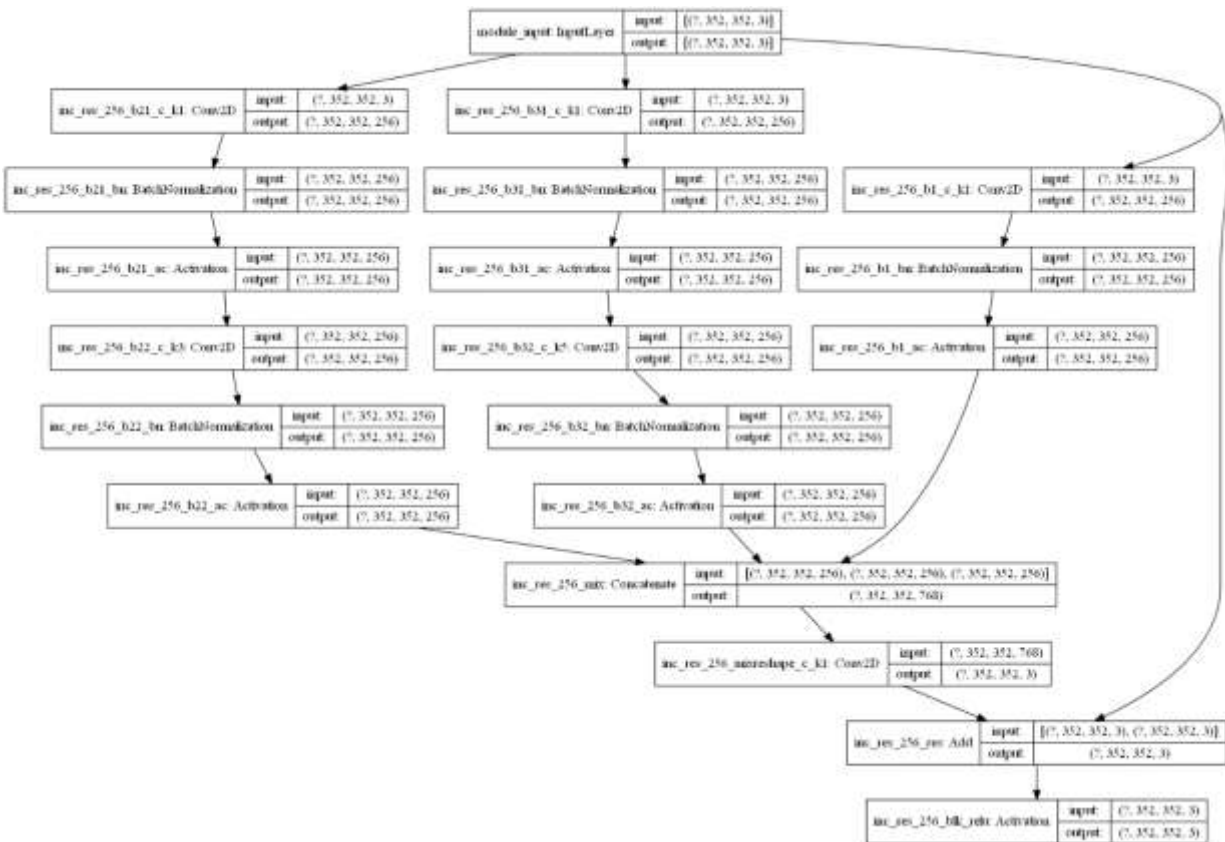 module_input: InputLayer input: [(?, 352, 352, 3)]
output: [(?, 352, 352, 3)]
inc_res_256_b21_c_k1: Conv2D input: (?, 352, 352, 3)
output: (?, 352, 352, 256)
inc_res_256_b31_c_k1: Conv2D input: (?, 352, 352, 3)
output: (?, 352, 352, 256)
inc_res_256_b21_bn: BatchNormalization input: (?, 352, 352, 256)
output: (?, 352, 352, 256)
inc_res_256_b31_bn: BatchNormalization input: (?, 352, 352, 256)
output: (?, 352, 352, 256)
inc_res_256_b1_c_k1: Conv2D input: (?, 352, 352, 3)
output: (?, 352, 352, 256)
inc_res_256_b21_ac: Activation input: (?, 352, 352, 256)
output: (?, 352, 352, 256)
inc_res_256_b31_ac: Activation input: (?, 352, 352, 256)
output: (?, 352, 352, 256)
inc_res_256_b1_bn: BatchNormalization input: (?, 352, 352, 256)
output: (?, 352, 352, 256)
inc_res_256_b22_c_k3: Conv2D input: (?, 352, 352, 256)
output: (?, 352, 352, 256)
inc_res_256_b32_c_k5: Conv2D input: (?, 352, 352, 256)
output: (?, 352, 352, 256)
inc_res_256_b1_ac: Activation input: (?, 352, 352, 256)
output: (?, 352, 352, 256)
inc_res_256_b22_bn: BatchNormalization input: (?, 352, 352, 256)
output: (?, 352, 352, 256)
inc_res_256_b32_bn: BatchNormalization input: (?, 352, 352, 256)
output: (?, 352, 352, 256)
inc_res_256_b22_ac: Activation input: (?, 352, 352, 256)
output: (?, 352, 352, 256)
inc_res_256_b32_ac: Activation input: (?, 352, 352, 256)
output: (?, 352, 352, 256)
inc_res_256_mix: Concatenate input: [(?, 352, 352, 256), (?, 352, 352, 256), (?, 352, 352, 256)]
output: (?, 352, 352, 768)
inc_res_256_mixreshape_c_k1: Conv2D input: (?, 352, 352, 768)
output: (?, 352, 352, 3)
inc_res_256_res: Add input: [(?, 352, 352, 3), (?, 352, 352, 3)]
output: (?, 352, 352, 3)
inc_res_256_blk_relu: Activation input: (?, 352, 352, 3)
output: (?, 352, 352, 3)